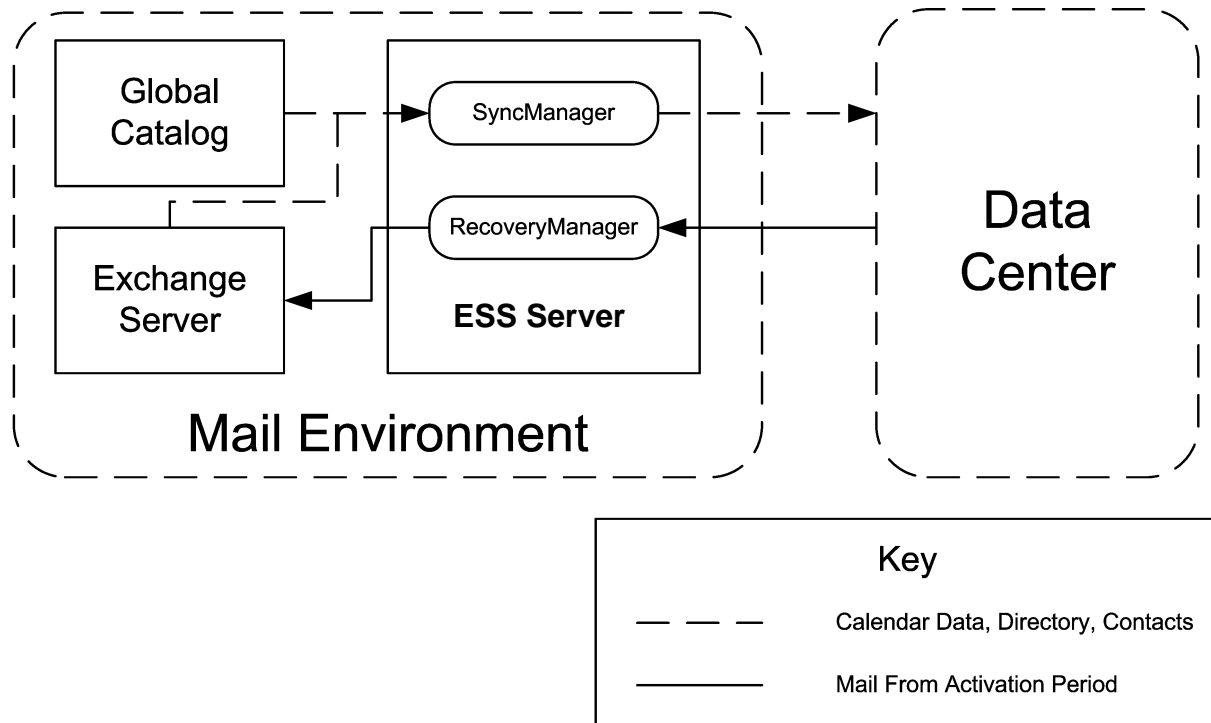 Global
Catalog
SyncManager
RecoveryManager
Exchange
Server
ESS Server
Mail Environment
Data
Center
Key
Calendar Data, Directory, Contacts
Mail From Activation Period